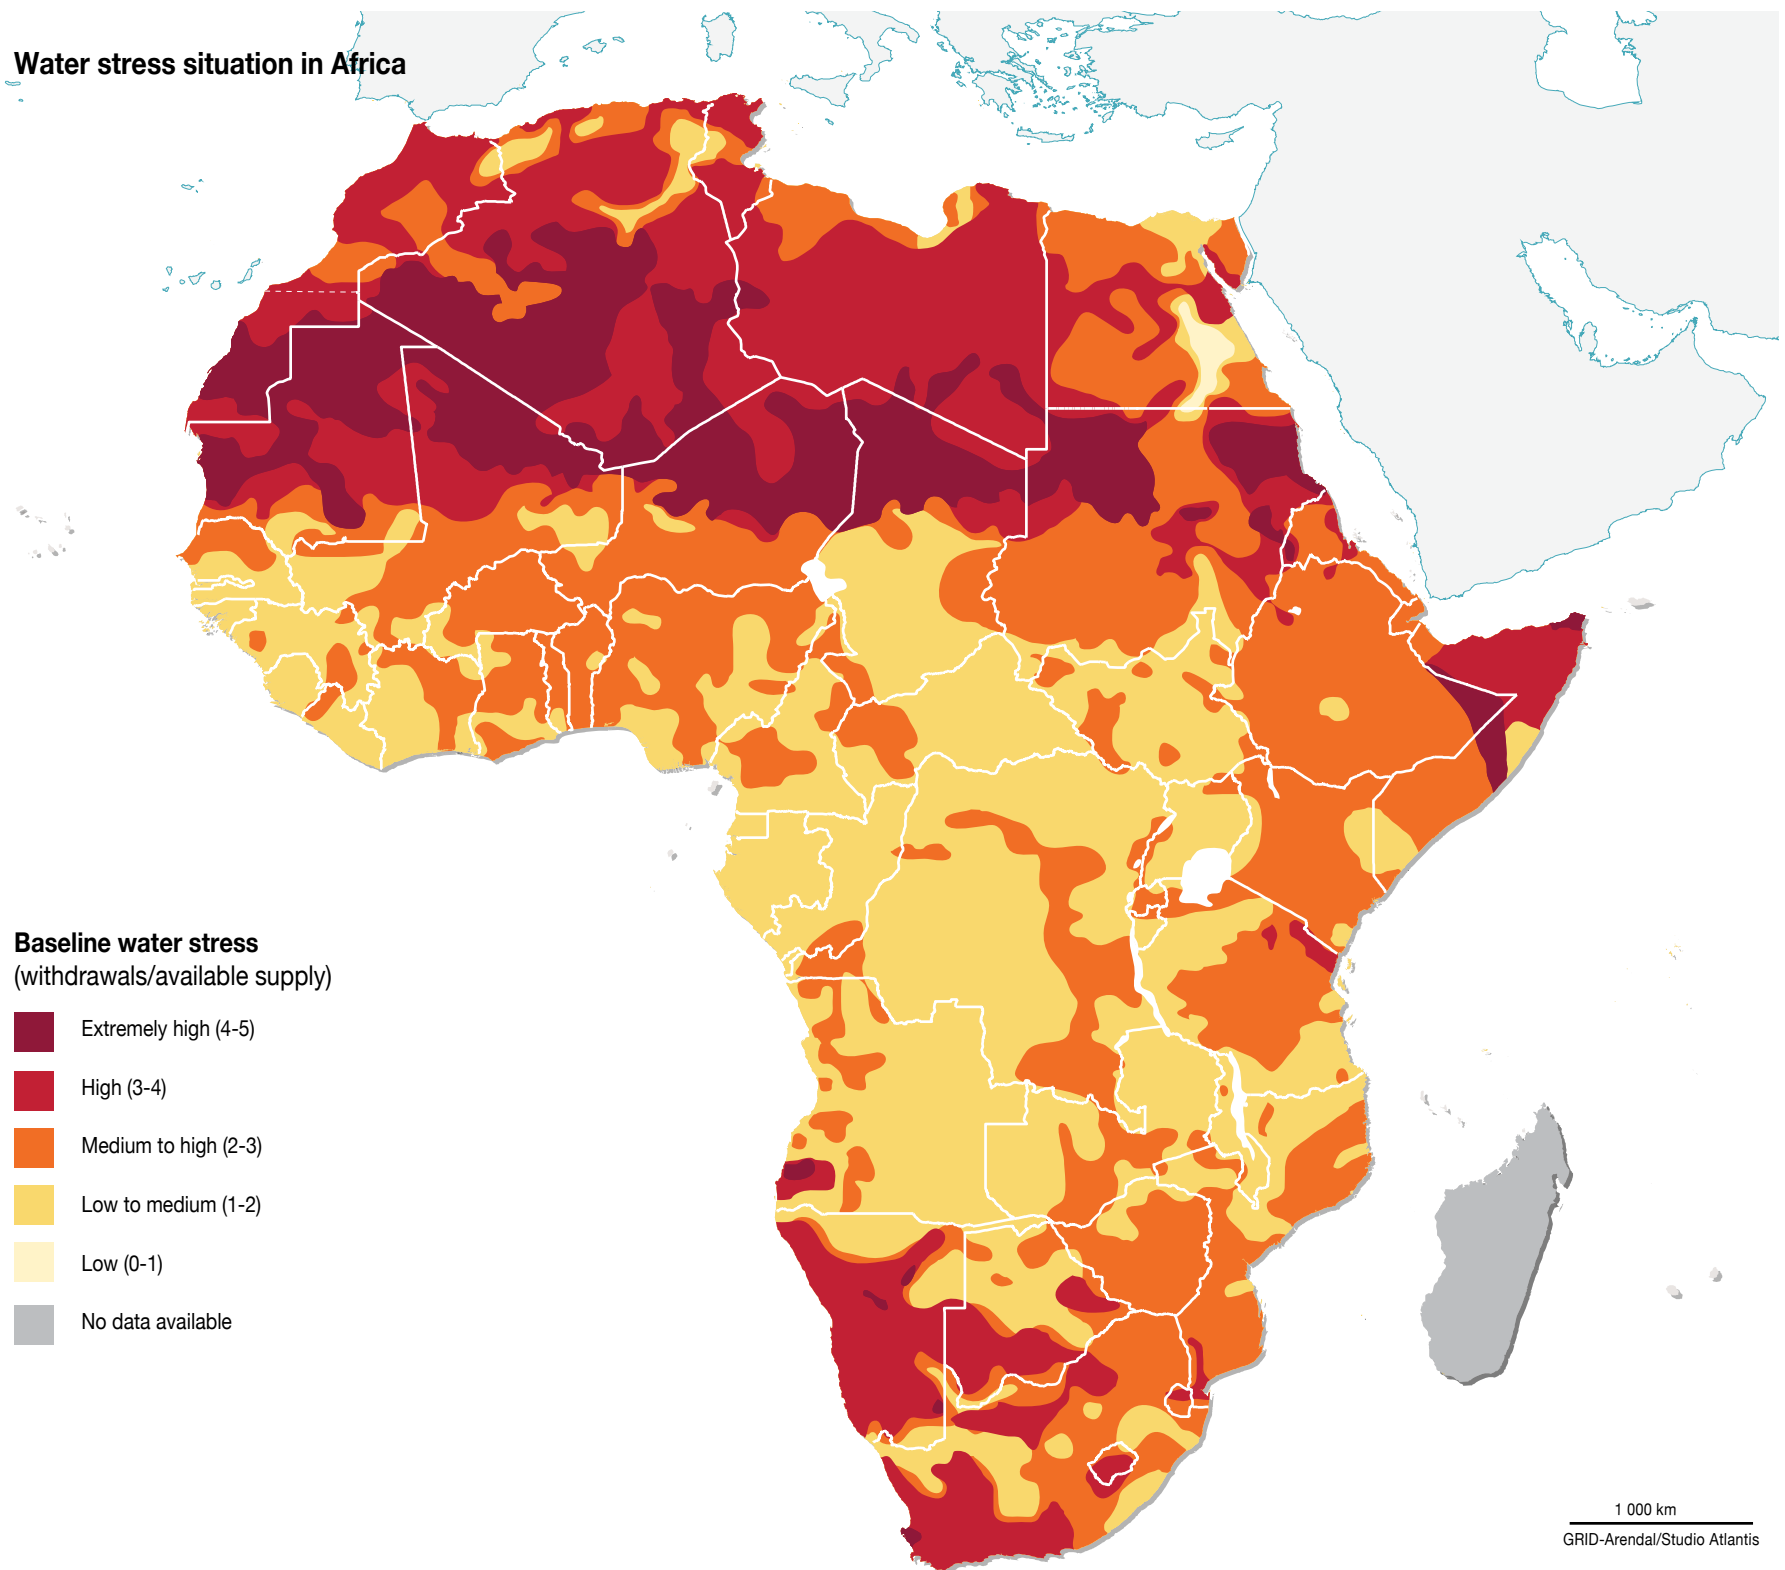 Water stress situation in Africa
Baseline water stress
(withdrawals/available supply)
Extremely high (4-5)
High (3-4)
Medium to high (2-3)
Low to medium (1-2)
Low (0-1)
No data available
1 000 km
GRID-Arendal/Studio Atlantis